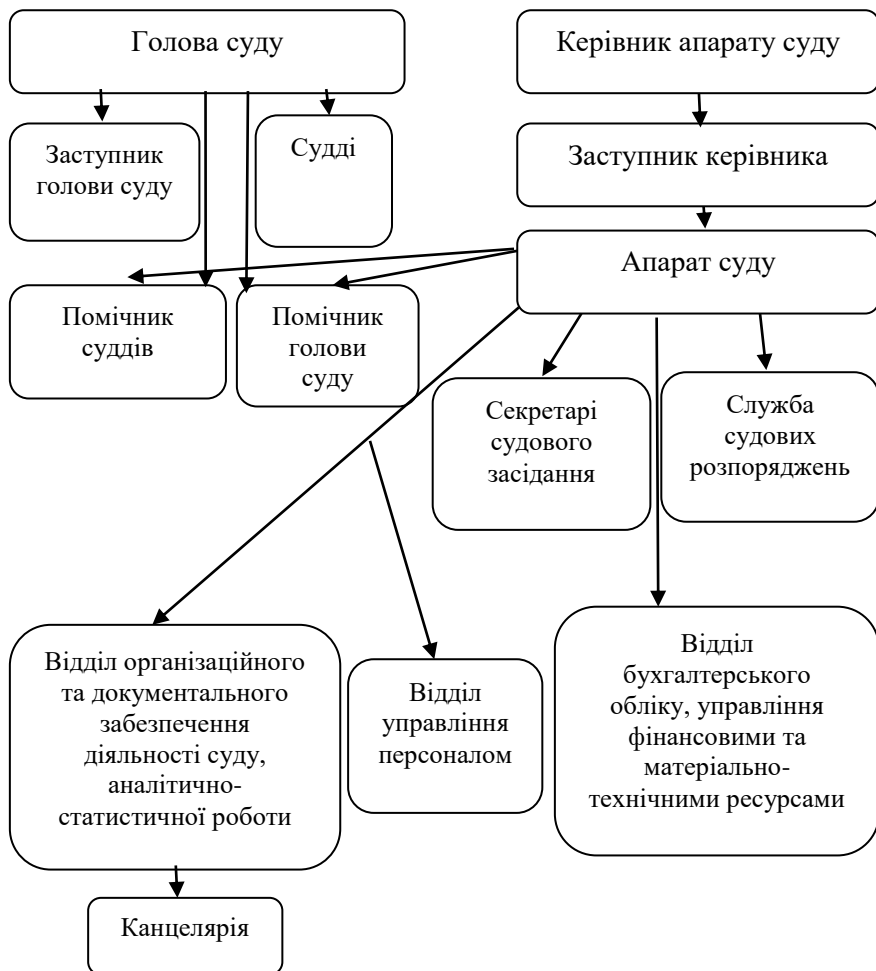 Голова суду
Керівник апарату суду
Заступник
голови суду
Судді
Заступник керівника
Апарат суду
Помічник
суддів
Помічник
голови
суду
Секретарі
судового
засідання
Служба
судових
розпоряджень
Відділ організаційного
та документального
забезпечення
діяльності суду,
аналітично-
статистичної роботи
Відділ
управління
персоналом
Відділ
бухгалтерського
обліку, управління
фінансовими та
матеріально-
технічними ресурсами
Канцелярія